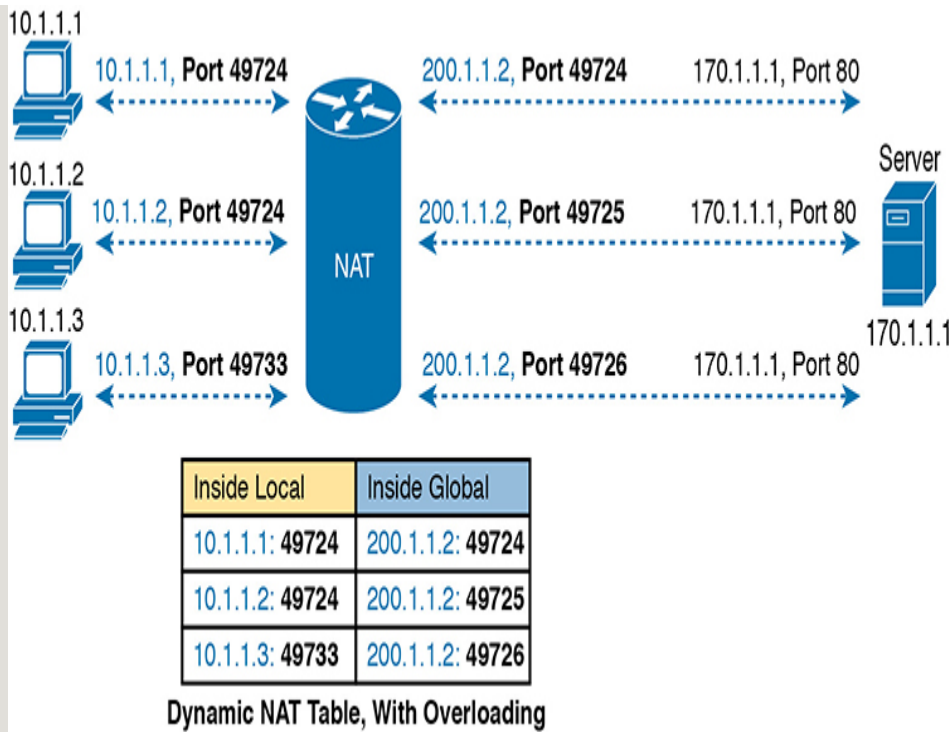 10.1.1.1
10.1.1.1, Port 49724
200.1.1.2, Port 49724
170.1.1.1, Port 80
Server
10.1.1.2
10.1.1.2, Port 49724
200.1.1.2, Port 49725
170.1.1.1, Port 80
NAT
10.1.1.3
170.1.1.1
10.1.1.3, Port 49733
200.1.1.2, Port 49726
170.1.1.1, Port 80
Inside Local
Inside Global
10.1.1.1: 49724
200.1.1.2: 49724
10.1.1.2: 49724
200.1.1.2: 49725
10.1.1.3: 49733
200.1.1.2: 49726
Dynamic NAT Table, With Overloading